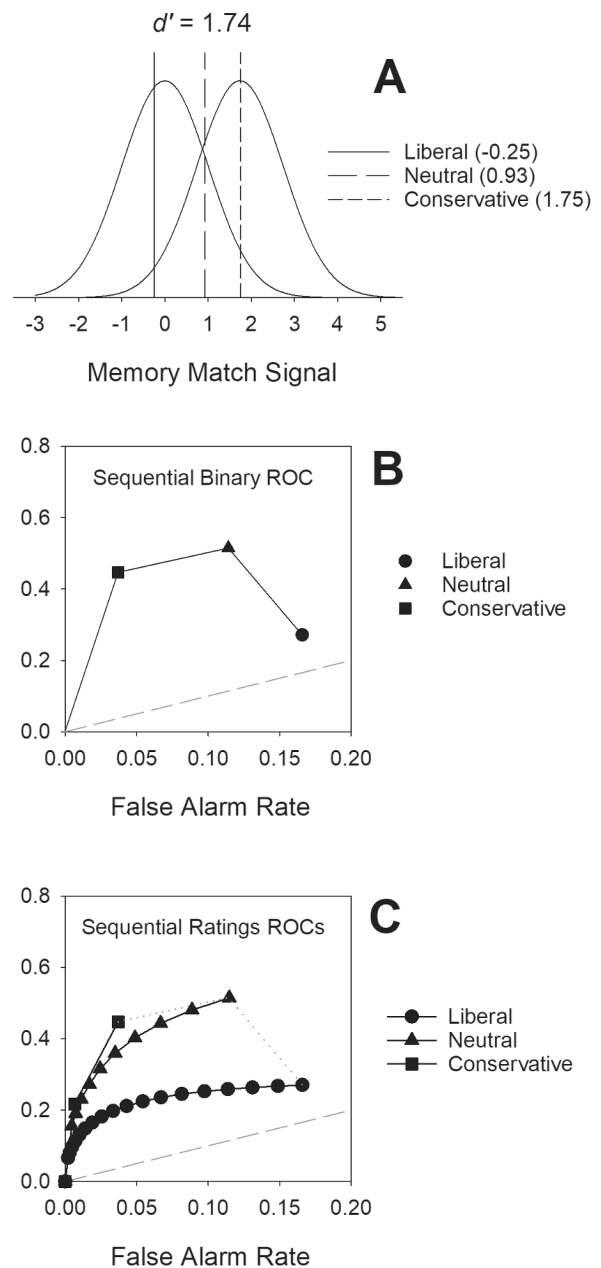 d′ = 1.74
A
Liberal (-0.25)
Neutral (0.93)
Conservative (1.75)
-3 -2 -1 0 1 2 3 4 5
Memory Match Signal
B
Sequential Binary ROC
0.8
0.6
0.4
0.2
0.0
Liberal
Neutral
Conservative
0.00 0.05 0.10 0.15 0.20
False Alarm Rate
C
Sequential Ratings ROCs
0.8
0.6
0.4
0.2
0.0
Liberal
Neutral
Conservative
0.00 0.05 0.10 0.15 0.20
False Alarm Rate